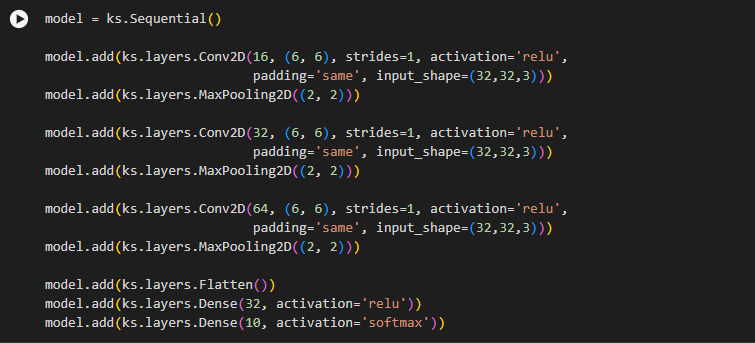 model = ks.Sequential()
model.add(ks.layers.Conv2D(16, (6, 6), strides=1, activation='relu',
padding='same', input_shape=(32,32,3)))
model.add(ks.layers.MaxPooling2D((2, 2)))
model.add(ks.layers.Conv2D(32, (6, 6), strides=1, activation='relu',
padding='same', input_shape=(32,32,3)))
model.add(ks.layers.MaxPooling2D((2, 2)))
model.add(ks.layers.Conv2D(64, (6, 6), strides=1, activation='relu',
padding='same', input_shape=(32,32,3)))
model.add(ks.layers.MaxPooling2D((2, 2)))
model.add(ks.layers.Flatten())
model.add(ks.layers.Dense(32, activation='relu'))
model.add(ks.layers.Dense(10, activation='softmax'))